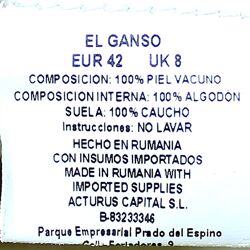 EL GANSO
EUR 42 UK 8
COMPOSICION: 100% PIEL VACUNO
COMPOSICIÓN INTERNA: 100% ALGODÓN
SUELA: 100% CAUCHO
Instrucciones: NO LAVAR
HECHO EN RUMANIA
CON INSUMOS IMPORTADOS
MADE IN RUMANIA WITH
IMPORTED SUPPLIES
ACTURUS CAPITAL S.L.
B-83233346
Parque Empresarial Prado del Espino